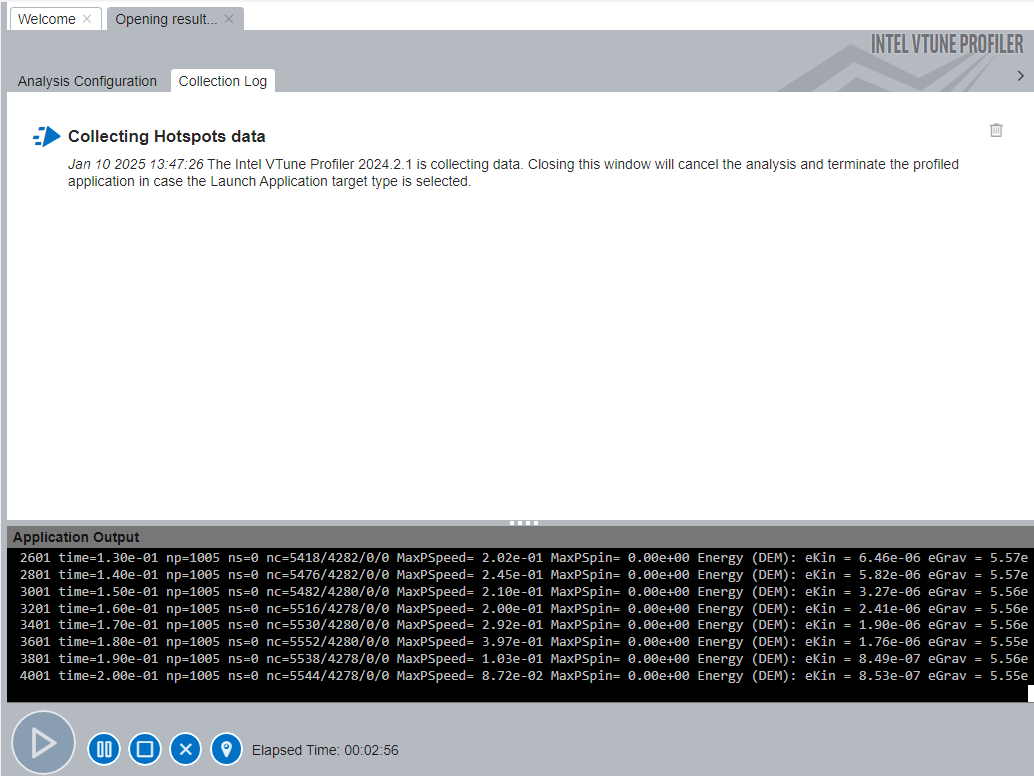 Welcome
Opening result...
INTEL VTUNE PROFILER
Analysis Configuration
Collection Log
Collecting Hotspots data
Jan 10 2025 13:47:26 The Intel VTune Profiler 2024.2.1 is collecting data. Closing this window will cancel the analysis and terminate the profiled
application in case the Launch Application target type is selected.
Application Output
2601 time=1.30e-01 np=1005 ns=0 nc=5418/4282/0/0 MaxPSpeed= 2.02e-01 MaxPSpin= 0.00e+00 Energy (DEM): eKin = 6.46e-06 eGrav = 5.57e
2801 time=1.40e-01 np=1005 ns=0 nc=5476/4282/0/0 MaxPSpeed= 2.45e-01 MaxPSpin= 0.00e+00 Energy (DEM): eKin = 5.82e-06 eGrav = 5.57e
3001 time=1.50e-01 np=1005 ns=0 nc=5482/4280/0/0 MaxPSpeed= 2.10e-01 MaxPSpin= 0.00e+00 Energy (DEM): eKin = 3.27e-06 eGrav = 5.56e
3201 time=1.60e-01 np=1005 ns=0 nc=5516/4278/0/0 MaxPSpeed= 2.00e-01 MaxPSpin= 0.00e+00 Energy (DEM): eKin = 2.41e-06 eGrav = 5.56e
3401 time=1.70e-01 np=1005 ns=0 nc=5530/4280/0/0 MaxPSpeed= 2.92e-01 MaxPSpin= 0.00e+00 Energy (DEM): eKin = 1.90e-06 eGrav = 5.56e
3601 time=1.80e-01 np=1005 ns=0 nc=5552/4280/0/0 MaxPSpeed= 3.97e-01 MaxPSpin= 0.00e+00 Energy (DEM): eKin = 1.76e-06 eGrav = 5.55e
3801 time=1.90e-01 np=1005 ns=0 nc=5538/4278/0/0 MaxPSpeed= 1.03e-01 MaxPSpin= 0.00e+00 Energy (DEM): eKin = 8.49e-07 eGrav = 5.56e
4001 time=2.00e-01 np=1005 ns=0 nc=5544/4278/0/0 MaxPSpeed= 8.72e-02 MaxPSpin= 0.00e+00 Energy (DEM): eKin = 8.53e-07 eGrav = 5.55e
Elapsed Time: 00:02:56